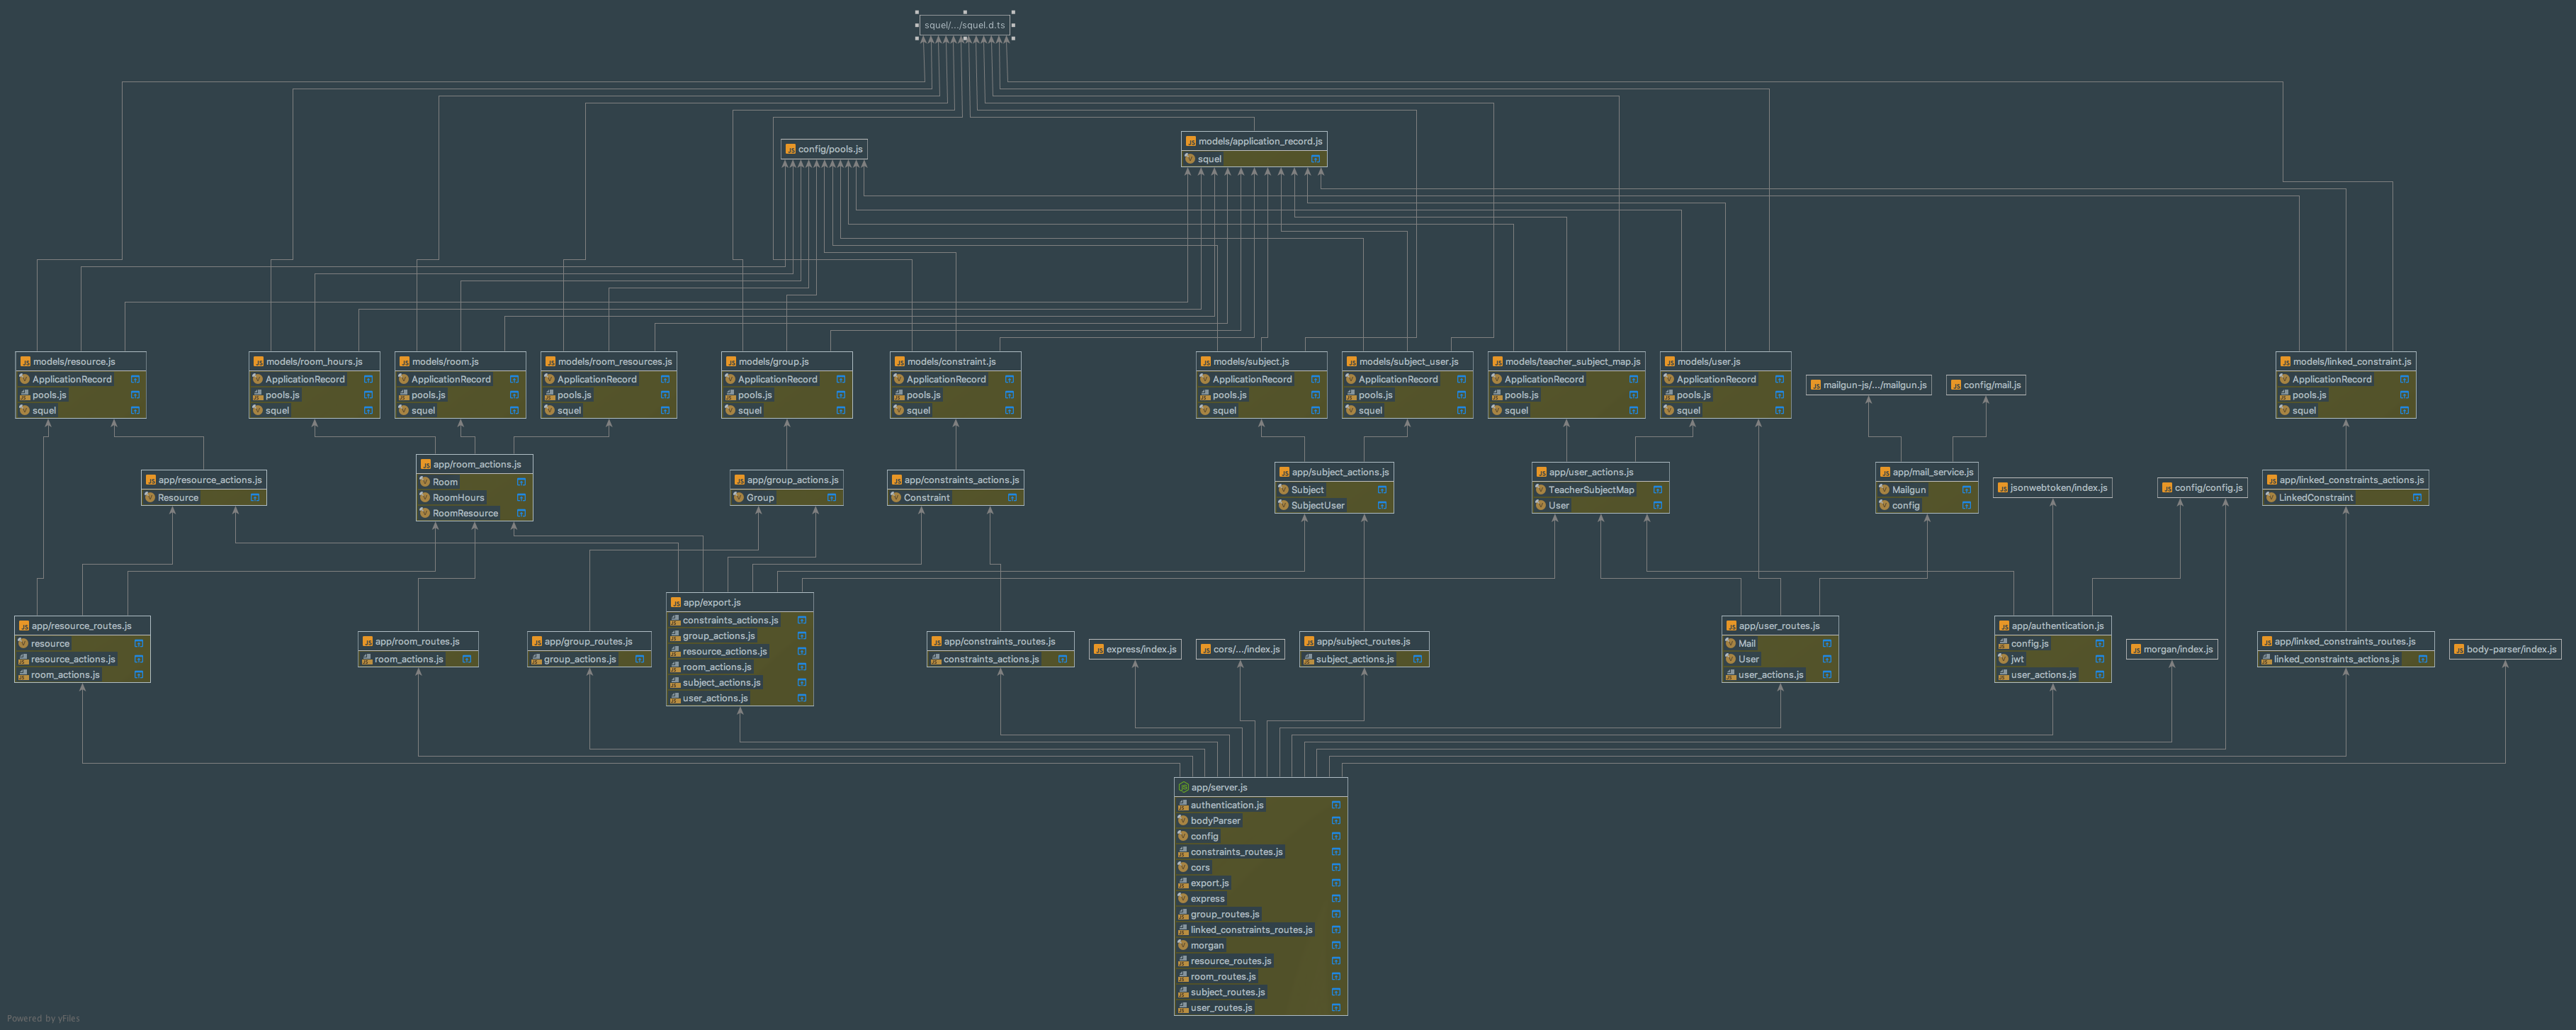 squel/.../squel.d.ts
config/pools.js
models/application_record.js
squel
models/resource.js
ApplicationRecord
pools.js
squel
models/room_hours.js
ApplicationRecord
pools.js
squel
models/room.js
ApplicationRecord
pools.js
squel
models/room_resources.js
ApplicationRecord
pools.js
squel
models/group.js
ApplicationRecord
pools.js
squel
models/constraint.js
ApplicationRecord
pools.js
squel
models/subject.js
ApplicationRecord
pools.js
squel
models/subject_user.js
ApplicationRecord
pools.js
squel
models/teacher_subject_map.js
ApplicationRecord
pools.js
squel
models/user.js
ApplicationRecord
pools.js
squel
mailgun-js/.../mailgun.js
config/mail.js
models/linked_constraint.js
ApplicationRecord
pools.js
squel
app/resource_actions.js
Resource
app/room_actions.js
Room
RoomHours
RoomResource
app/group_actions.js
Group
app/constraints_actions.js
Constraint
app/subject_actions.js
Subject
SubjectUser
app/user_actions.js
TeacherSubjectMap
User
app/mail_service.js
Mailgun
config
jsonwebtoken/index.js
config/config.js
app/linked_constraints_actions.js
LinkedConstraint
app/resource_routes.js
resource
resource_actions.js
room_actions.js
app/room_routes.js
room_actions.js
app/group_routes.js
group_actions.js
app/export.js
constraints_actions.js
group_actions.js
resource_actions.js
room_actions.js
subject_actions.js
user_actions.js
app/constraints_routes.js
constraints_actions.js
express/index.js
cors/.../index.js
app/subject_routes.js
subject_actions.js
app/user_routes.js
Mail
User
user_actions.js
app/authentication.js
config.js
jwt
user_actions.js
morgan/index.js
app/linked_constraints_routes.js
linked_constraints_actions.js
body-parser/index.js
app/server.js
authentication.js
bodyParser
config
constraints_routes.js
cors
export.js
express
group_routes.js
linked_constraints_routes.js
morgan
resource_routes.js
room_routes.js
subject_routes.js
user_routes.js
Powered by yFiles